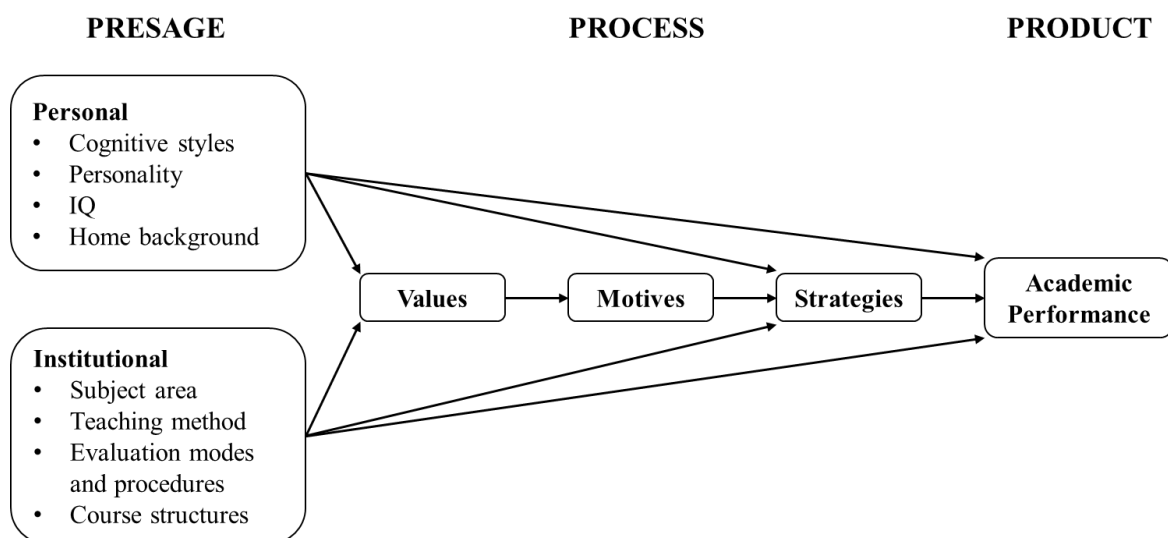 PRESAGE
PROCESS
PRODUCT
Personal
• Cognitive styles
• Personality
• IQ
• Home background
Values
Motives
Strategies
Academic
Performance
Institutional
• Subject area
• Teaching method
• Evaluation modes
and procedures
• Course structures